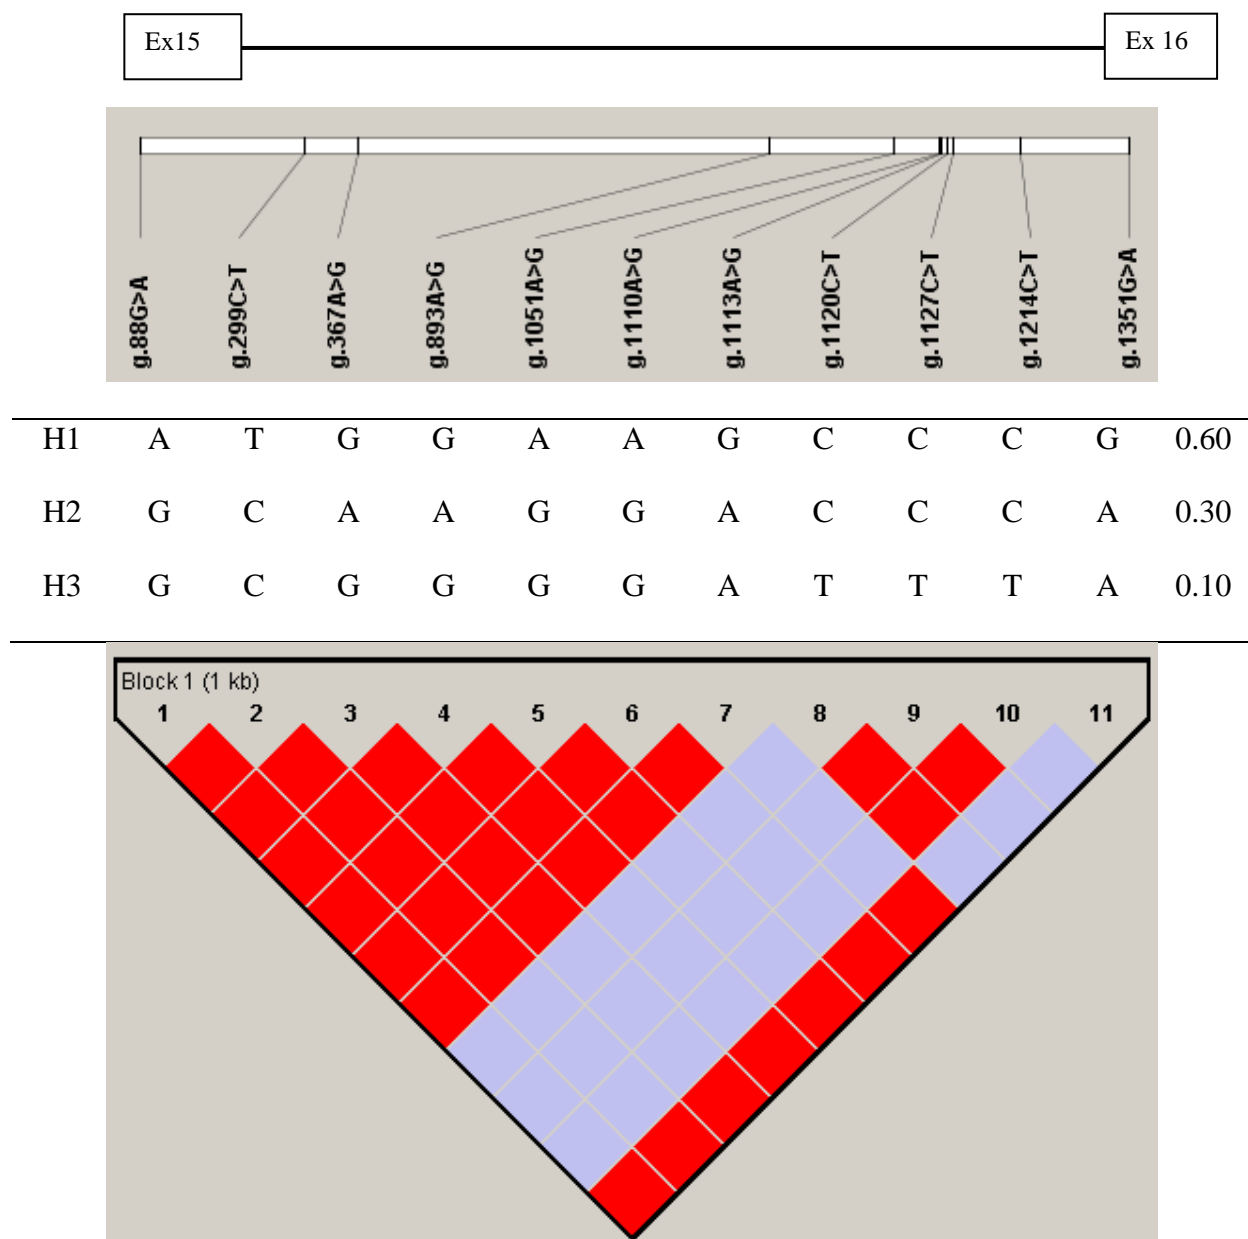 Ex15 Ex 16
g.88G>A g.299C>T g.367A>G g.893A>G g.1051A>G g.1110A>G g.1113A>G g.1120C>T g.1127C>T g.1214C>T g.1351G>A
H1 A T G G A A G C C C G 0.60
H2 G C A A G G A C C C A 0.30
H3 G C G G G G A T T T A 0.10
Block 1 (1 kb)
1 2 3 4 5 6 7 8 9 10 11